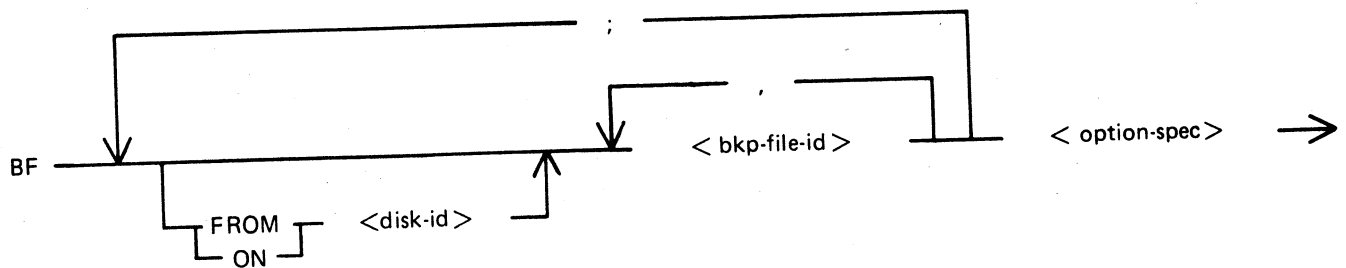 ;
,
BF < bkp-file-id > < option-spec >
FROM <disk-id >
ON